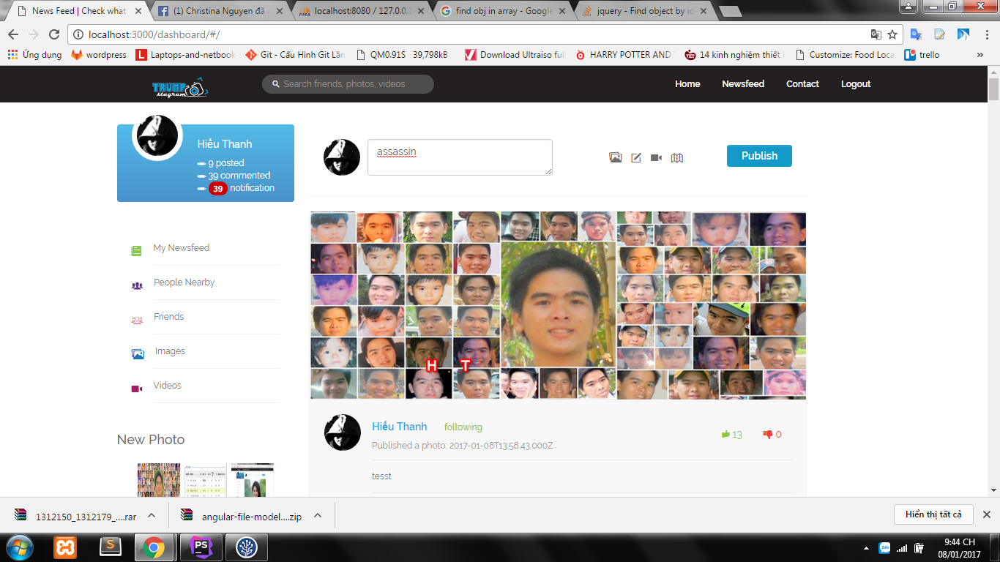 News Feed | Check what
(1) Christina Nguyen đã
localhost:8080 / 127.0.0.1
find obj in array - Google
jquery - Find object by id
localhost:3000/dashboard/#/
Ứng dụng
wordpress
Laptops-and-netbook
Git - Cấu Hình Git Lần
QM0.91S 39,798kB
Download Ultraiso full
HARRY POTTER AND
14 kinh nghiệm thiết
Customize: Food Loca
trello
»
TRUMP
stagram
Search friends, photos, videos
Home
Newsfeed
Contact
Logout
Hiếu Thanh
9 posted
39 commented
39 notification
assassin
Publish
My Newsfeed
People Nearby
Friends
Images
Videos
New Photo
H T
Hiếu Thanh following
Published a photo: 2017-01-08T13:58:43.000Z
13
0
tesst
1312150_1312179_....rar
angular-file-model....zip
Hiển thị tất cả
PS
Zalo
9:44 CH
08/01/2017